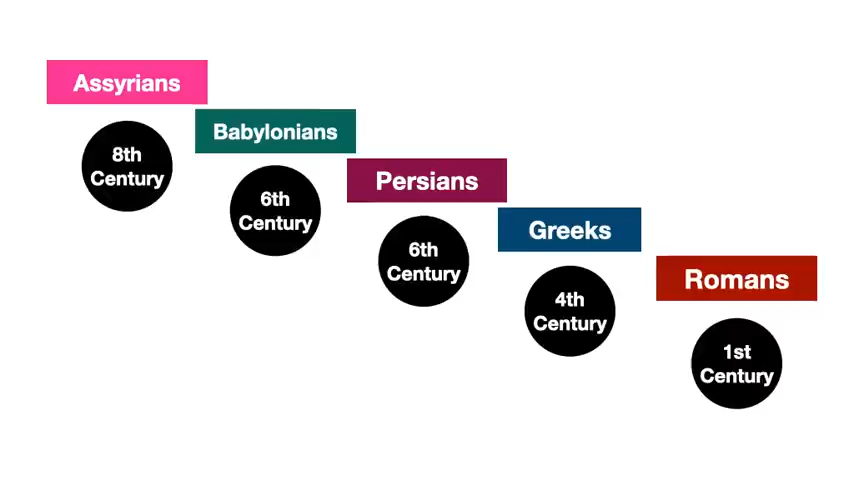 Assyrians
8th
Century
Babylonians
6th
Century
Persians
6th
Century
Greeks
4th
Century
Romans
1st
Century